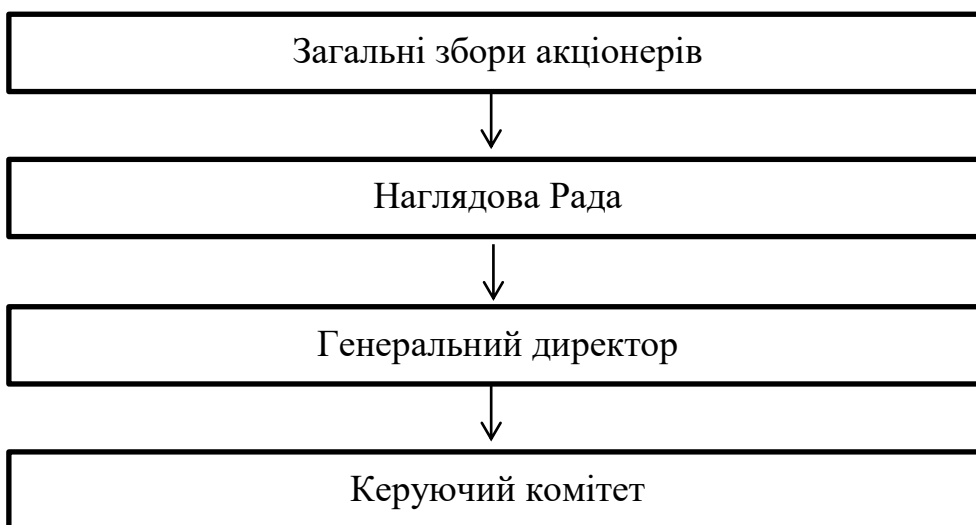 Загальні збори акціонерів
Наглядова Рада
Генеральний директор
Керуючий комітет